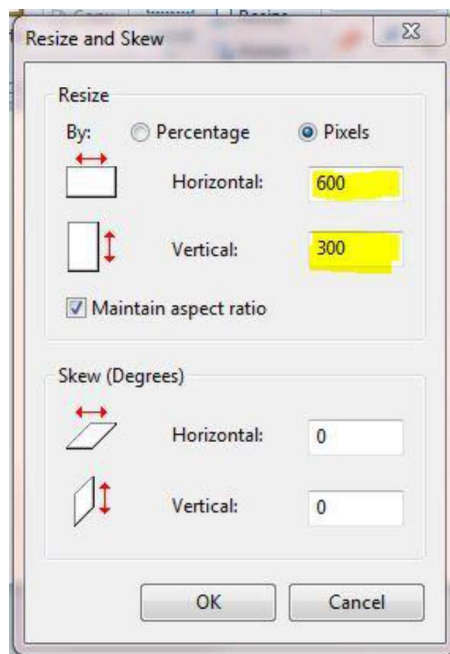 Resize and Skew
Resize
By: Percentage Pixels
Horizontal: 600
Vertical: 300
Maintain aspect ratio
Skew (Degrees)
Horizontal: 0
Vertical: 0
OK Cancel